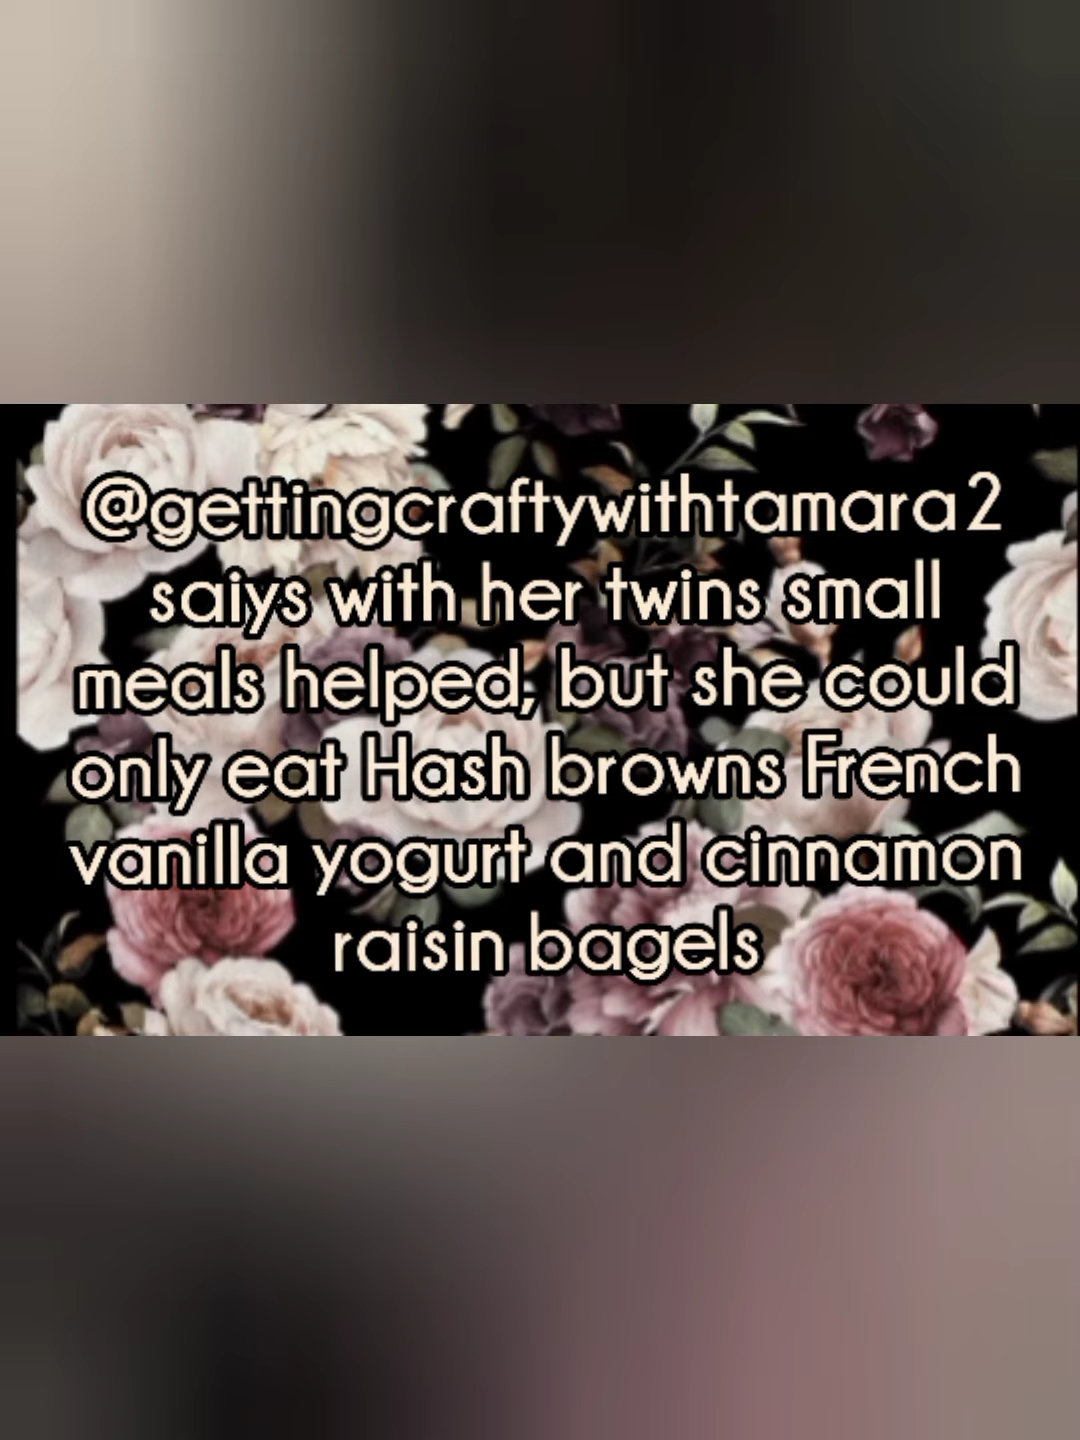 @gettingcraftywithtamara2
saiys with her twins small
meals helped, but she could
only eat Hash browns French
vanilla yogurt and cinnamon
raisin bagels